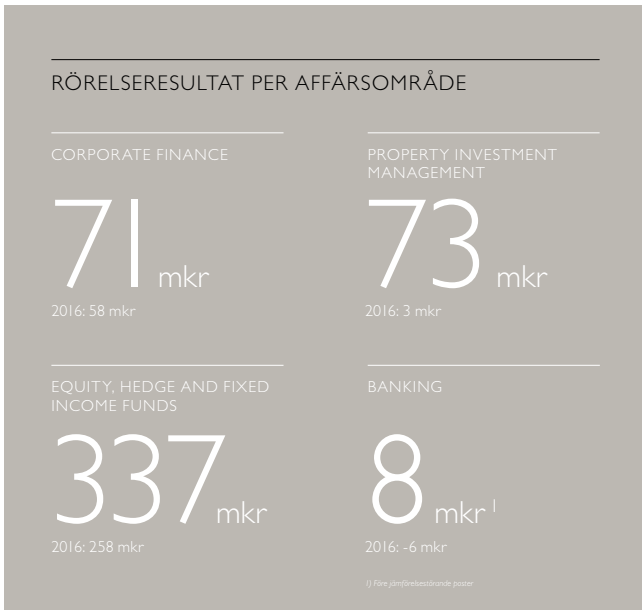 RÖRELSERESULTAT PER AFFÄRSOMRÅDE
CORPORATE FINANCE
71 mkr
2016: 58 mkr
PROPERTY INVESTMENT
MANAGEMENT
73 mkr
2016: 3 mkr
EQUITY, HEDGE AND FIXED
INCOME FUNDS
337 mkr
2016: 258 mkr
BANKING
8 mkr 1
2016: -6 mkr
1) Före jämförelsestörande poster